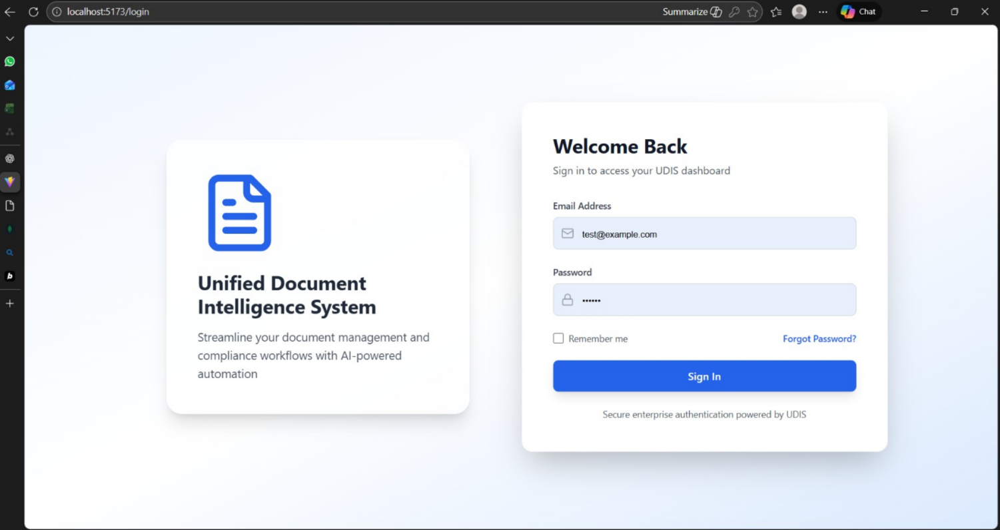 localhost:5173/login
Summarize
Chat
Unified Document
Intelligence System
Streamline your document management and
compliance workflows with AI-powered
automation
Welcome Back
Sign in to access your UDIS dashboard
Email Address
test@example.com
Password
••••••
Remember me
Forgot Password?
Sign In
Secure enterprise authentication powered by UDIS